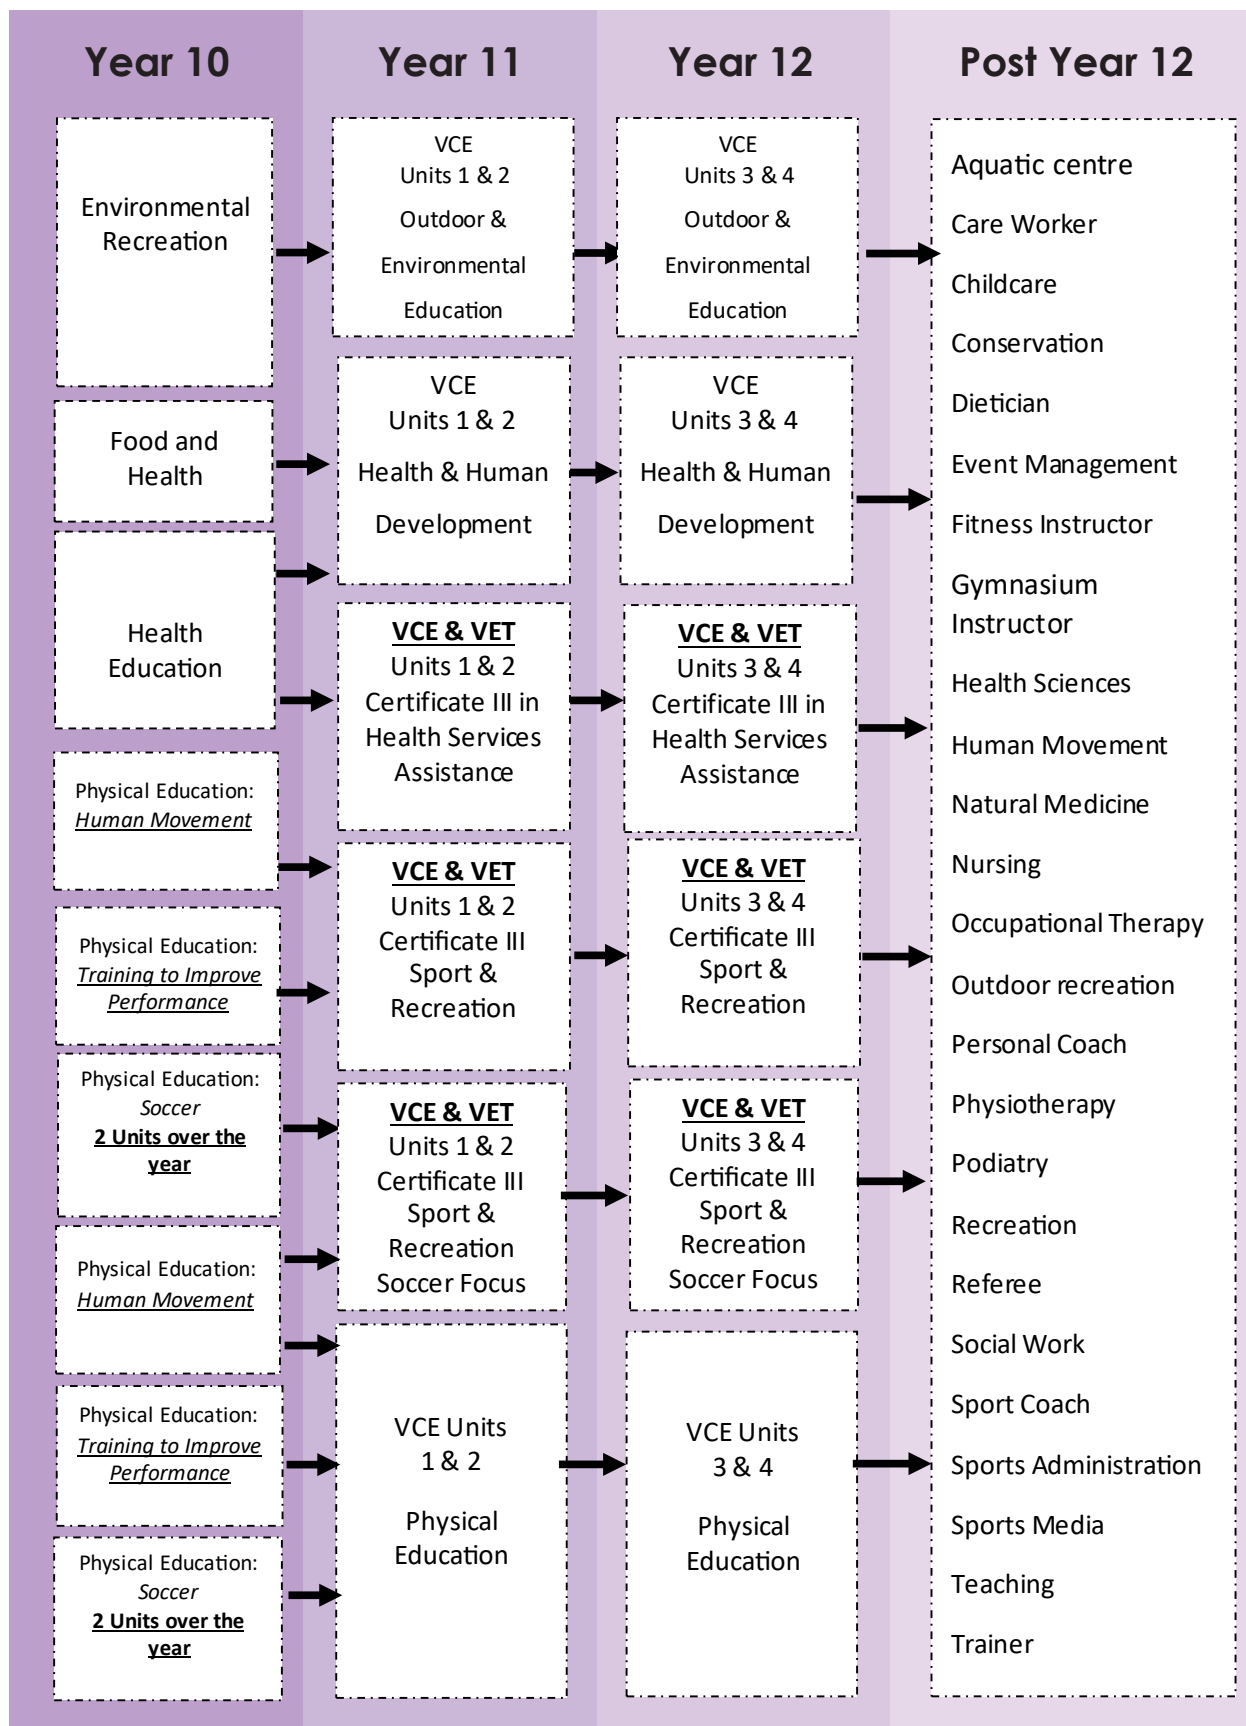 Year 10
Environmental
Recreation
Food and
Health
Health
Education
Physical Education:
Human Movement
Physical Education:
Training to Improve
Performance
Physical Education:
Soccer
2 Units over the
year
Physical Education:
Human Movement
Physical Education:
Training to Improve
Performance
Physical Education:
Soccer
2 Units over the
year
Year 11
VCE
Units 1 & 2
Outdoor &
Environmental
Education
VCE
Units 1 & 2
Health & Human
Development
VCE & VET
Units 1 & 2
Certificate III in
Health Services
Assistance
VCE & VET
Units 1 & 2
Certificate III
Sport &
Recreation
VCE & VET
Units 1 & 2
Certificate III
Sport &
Recreation
Soccer Focus
VCE Units
1 & 2
Physical
Education
Year 12
VCE
Units 3 & 4
Outdoor &
Environmental
Education
VCE
Units 3 & 4
Health & Human
Development
VCE & VET
Units 3 & 4
Certificate III in
Health Services
Assistance
VCE & VET
Units 3 & 4
Certificate III
Sport &
Recreation
VCE & VET
Units 3 & 4
Certificate III
Sport &
Recreation
Soccer Focus
VCE Units
3 & 4
Physical
Education
Post Year 12
Aquatic centre
Care Worker
Childcare
Conservation
Dietician
Event Management
Fitness Instructor
Gymnasium
Instructor
Health Sciences
Human Movement
Natural Medicine
Nursing
Occupational Therapy
Outdoor recreation
Personal Coach
Physiotherapy
Podiatry
Recreation
Referee
Social Work
Sport Coach
Sports Administration
Sports Media
Teaching
Trainer